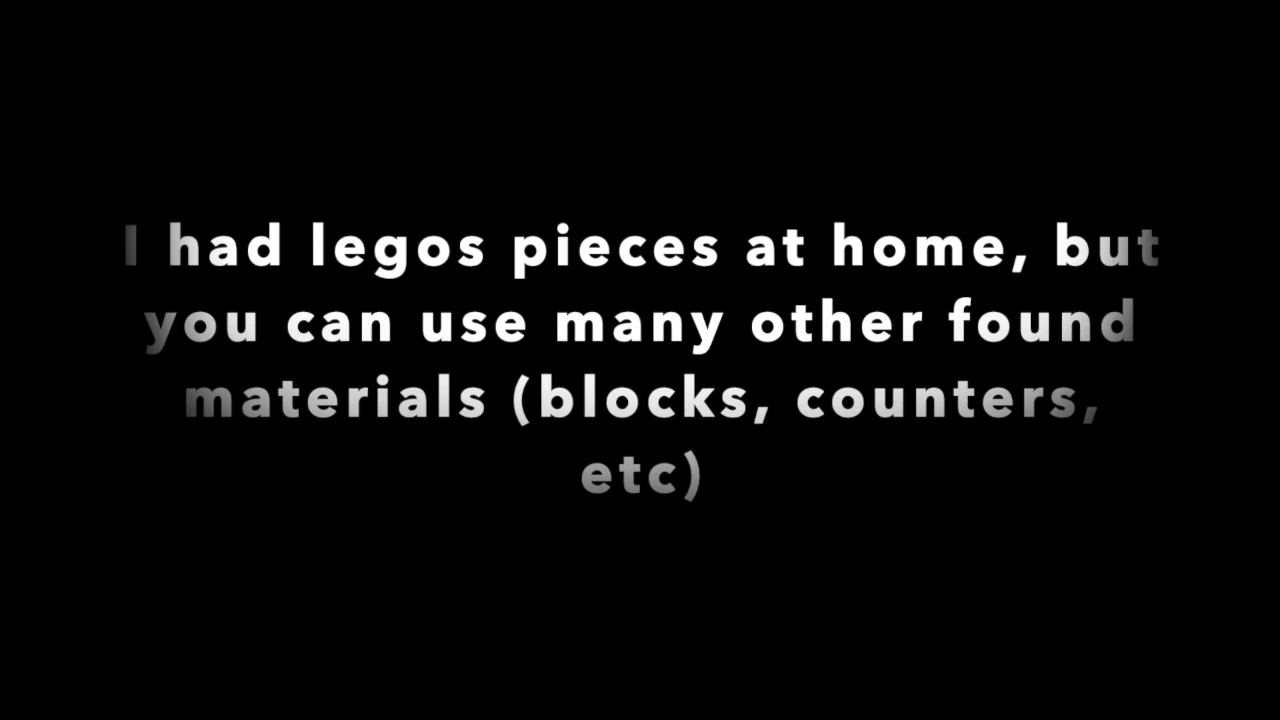 I had legos pieces at home, but
you can use many other found
materials (blocks, counters,
etc)